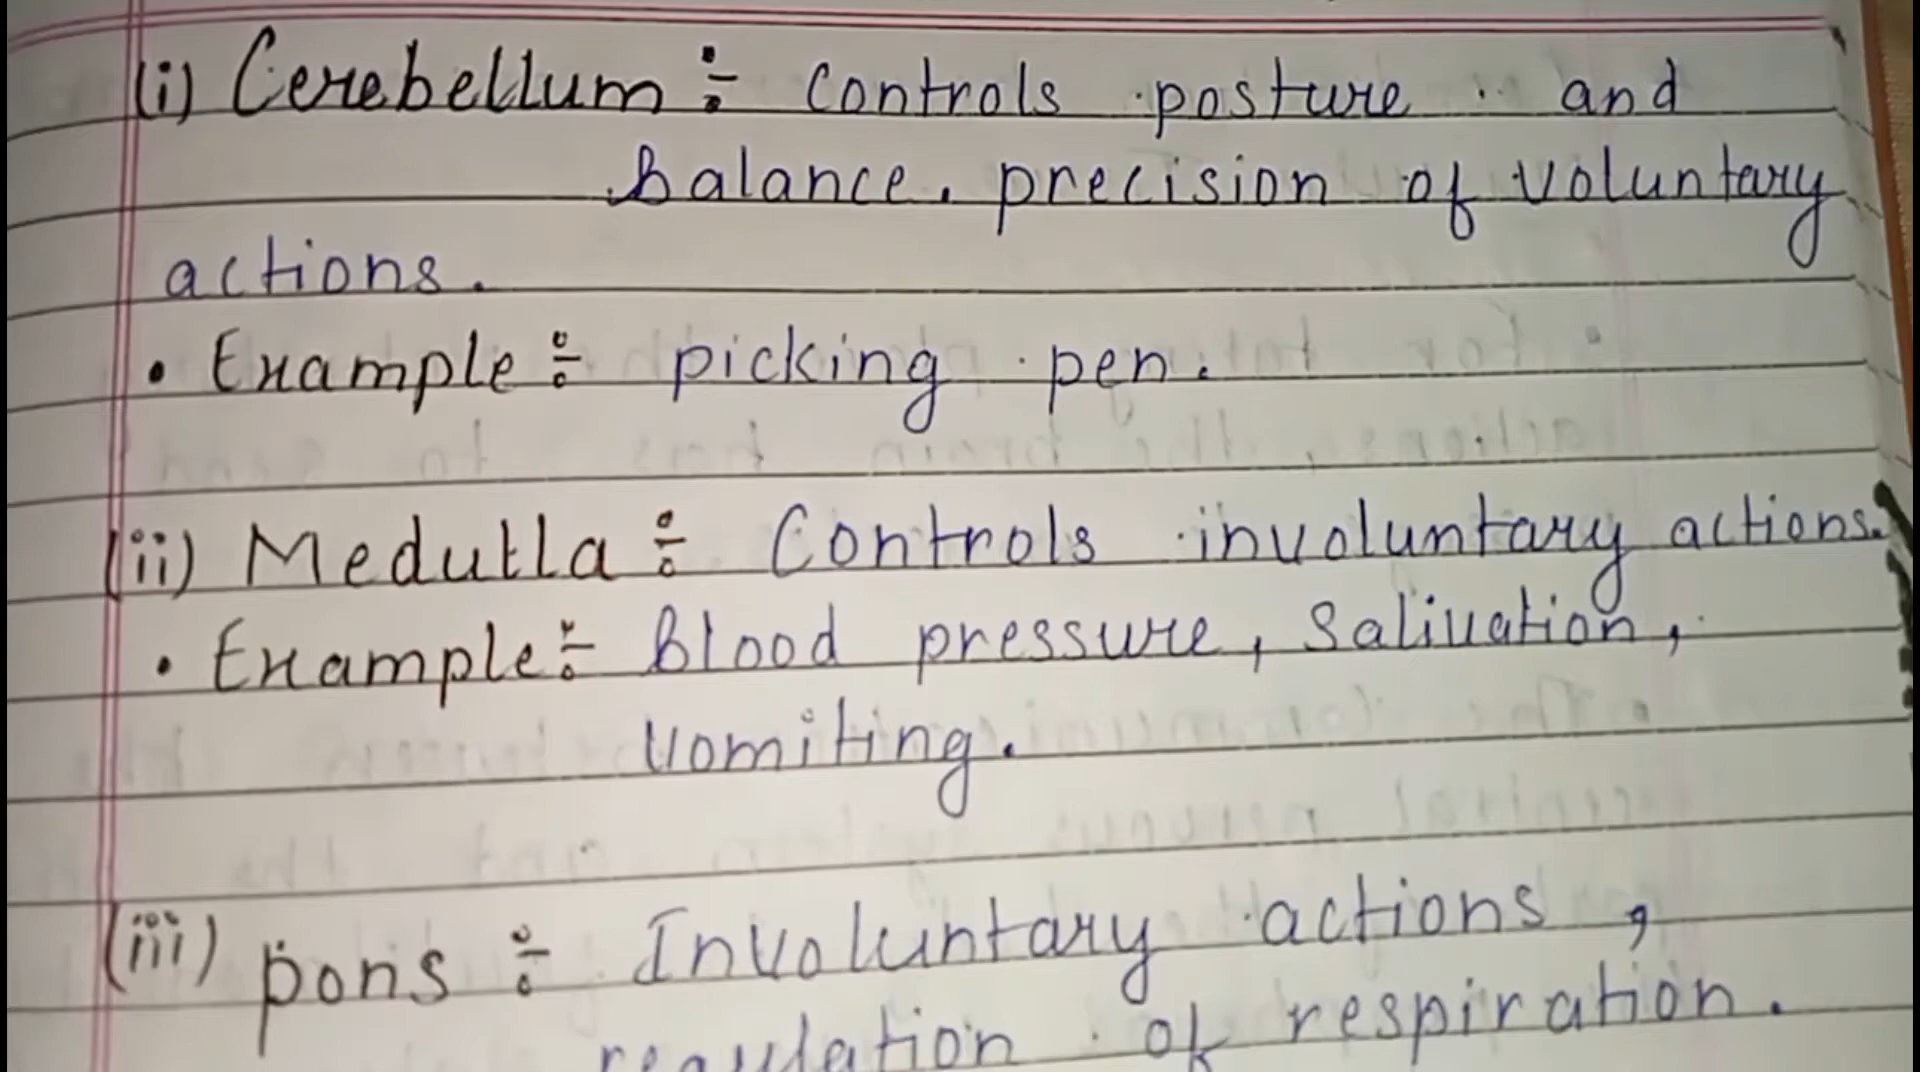 (i) Cerebellum ÷ Controls posture and
balance. precision of voluntary
actions.
• Example ÷ picking pen.
(ii) Medulla ÷ Controls involuntary actions.
• Example ÷ Blood pressure, salivation,
vomiting.
(iii) pons ÷ Involuntary actions,
regulation of respiration.